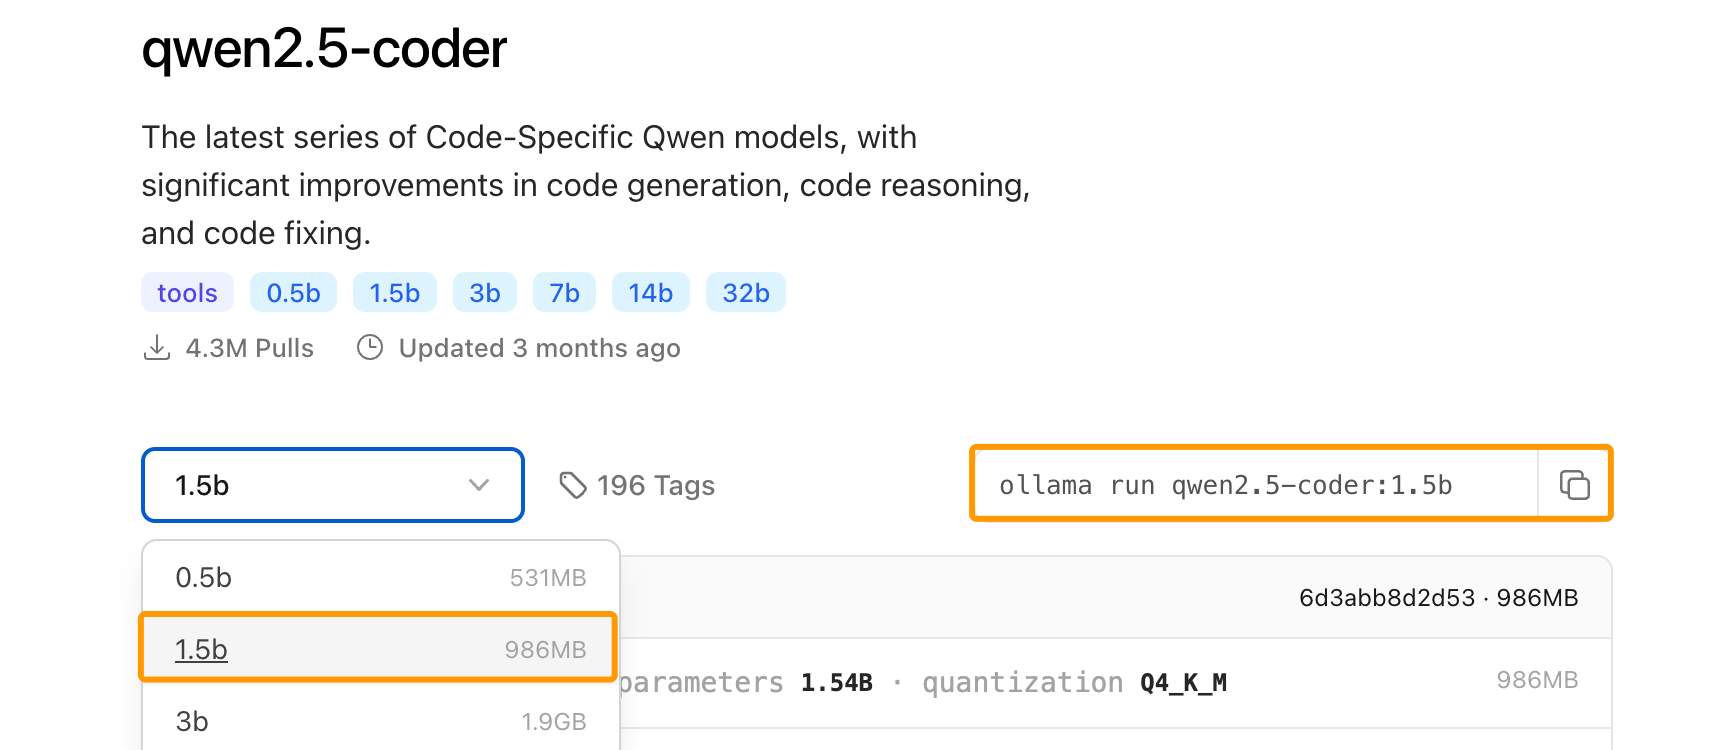 qwen2.5-coder
The latest series of Code-Specific Qwen models, with
significant improvements in code generation, code reasoning,
and code fixing.
tools 0.5b 1.5b 3b 7b 14b 32b
4.3M Pulls Updated 3 months ago
1.5b 196 Tags ollama run qwen2.5-coder:1.5b
0.5b 531MB
6d3abb8d2d53 · 986MB
1.5b 986MB
parameters 1.54B · quantization Q4_K_M 986MB
3b 1.9GB